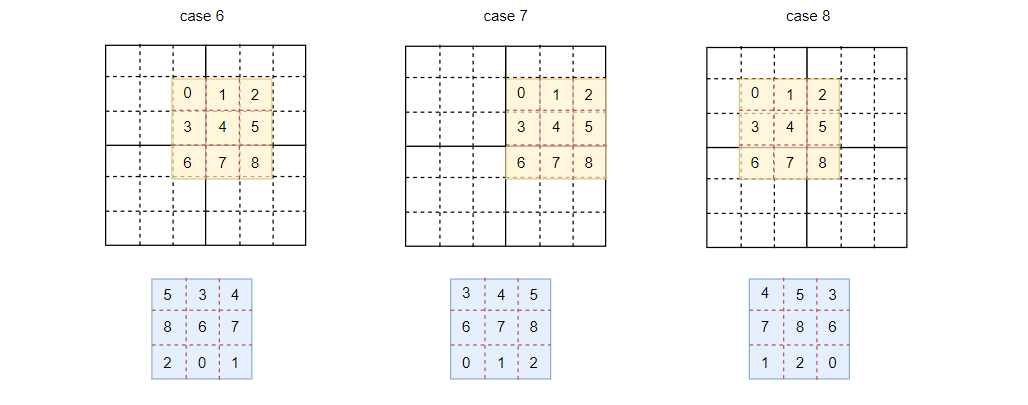 case 6 case 7 case 8
0 1 2 0 1 2 0 1 2
3 4 5 3 4 5 3 4 5
6 7 8 6 7 8 6 7 8
5 3 4 3 4 5 4 5 3
8 6 7 6 7 8 7 8 6
2 0 1 0 1 2 1 2 0